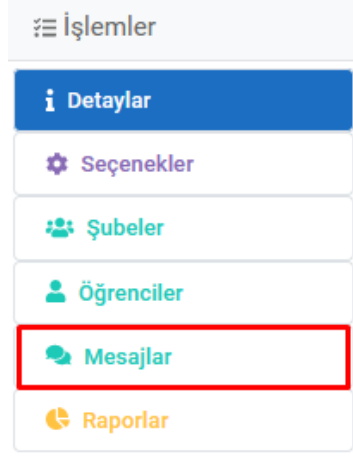 İşlemler
Detaylar
Seçenekler
Şubeler
Öğrenciler
Mesajlar
Raporlar